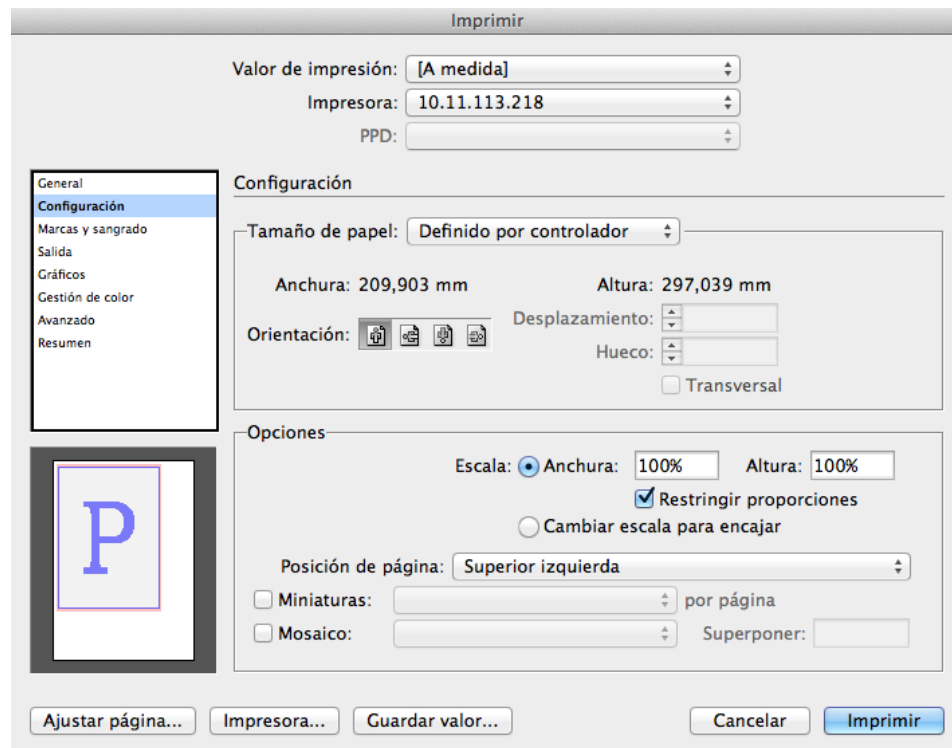 Imprimir
Valor de impresión: [A medida]
Impresora: 10.11.113.218
PPD:
General
Configuración
Marcas y sangrado
Salida
Gráficos
Gestión de color
Avanzado
Resumen
Configuración
Tamaño de papel: Definido por controlador
Anchura: 209,903 mm Altura: 297,039 mm
Orientación: Desplazamiento:
Hueco:
Transversal
P
Opciones
Escala: Anchura: 100% Altura: 100%
Restringir proporciones
Cambiar escala para encajar
Posición de página: Superior izquierda
Miniaturas: por página
Mosaico: Superponer:
Ajustar página... Impresora... Guardar valor... Cancelar Imprimir